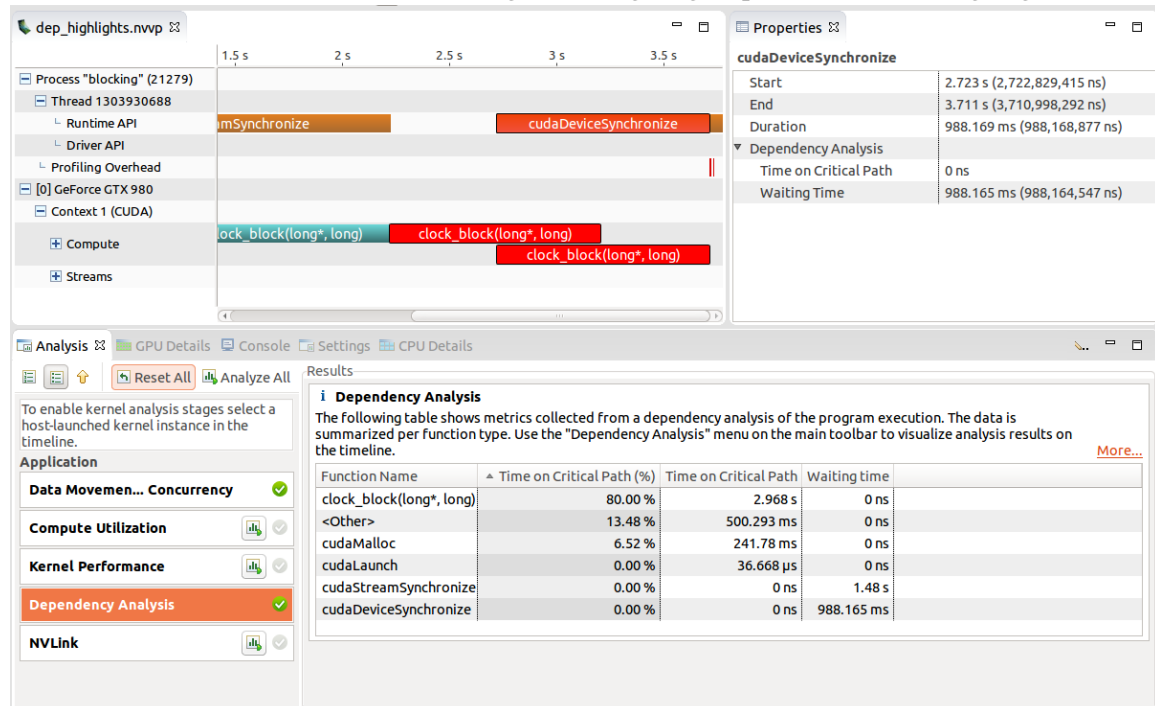 dep_highlights.nvvp
1.5 s 2 s 2.5 s 3 s 3.5 s
Process "blocking" (21279)
Thread 1303930688
Runtime API
mSynchronize
cudaDeviceSynchronize
Driver API
Profiling Overhead
[0] GeForce GTX 980
Context 1 (CUDA)
Compute
ock_block(long*, long)
clock_block(long*, long)
clock_block(long*, long)
Streams
Properties
cudaDeviceSynchronize
Start 2.723 s (2,722,829,415 ns)
End 3.711 s (3,710,998,292 ns)
Duration 988.169 ms (988,168,877 ns)
Dependency Analysis
Time on Critical Path 0 ns
Waiting Time 988.165 ms (988,164,547 ns)
Analysis GPU Details Console Settings CPU Details
Reset All Analyze All
To enable kernel analysis stages select a
host-launched kernel instance in the
timeline.
Application
Data Movemen... Concurrency
Compute Utilization
Kernel Performance
Dependency Analysis
NVLink
Results
i Dependency Analysis
The following table shows metrics collected from a dependency analysis of the program execution. The data is
summarized per function type. Use the "Dependency Analysis" menu on the main toolbar to visualize analysis results on
the timeline.
More...
Function Name Time on Critical Path (%) Time on Critical Path Waiting time
clock_block(long*, long) 80.00 % 2.968 s 0 ns
<Other> 13.48 % 500.293 ms 0 ns
cudaMalloc 6.52 % 241.78 ms 0 ns
cudaLaunch 0.00 % 36.668 µs 0 ns
cudaStreamSynchronize 0.00 % 0 ns 1.48 s
cudaDeviceSynchronize 0.00 % 0 ns 988.165 ms